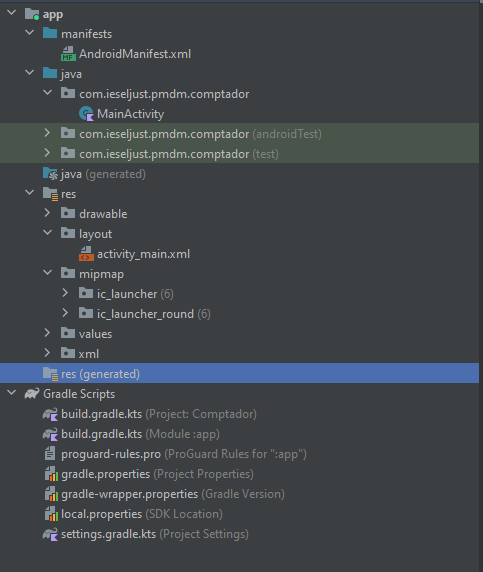 app
manifests
AndroidManifest.xml
java
com.ieseljust.pmdm.comptador
MainActivity
com.ieseljust.pmdm.comptador (androidTest)
com.ieseljust.pmdm.comptador (test)
java (generated)
res
drawable
layout
activity_main.xml
mipmap
ic_launcher (6)
ic_launcher_round (6)
values
xml
res (generated)
Gradle Scripts
build.gradle.kts (Project: Comptador)
build.gradle.kts (Module :app)
proguard-rules.pro (ProGuard Rules for ":app")
gradle.properties (Project Properties)
gradle-wrapper.properties (Gradle Version)
local.properties (SDK Location)
settings.gradle.kts (Project Settings)